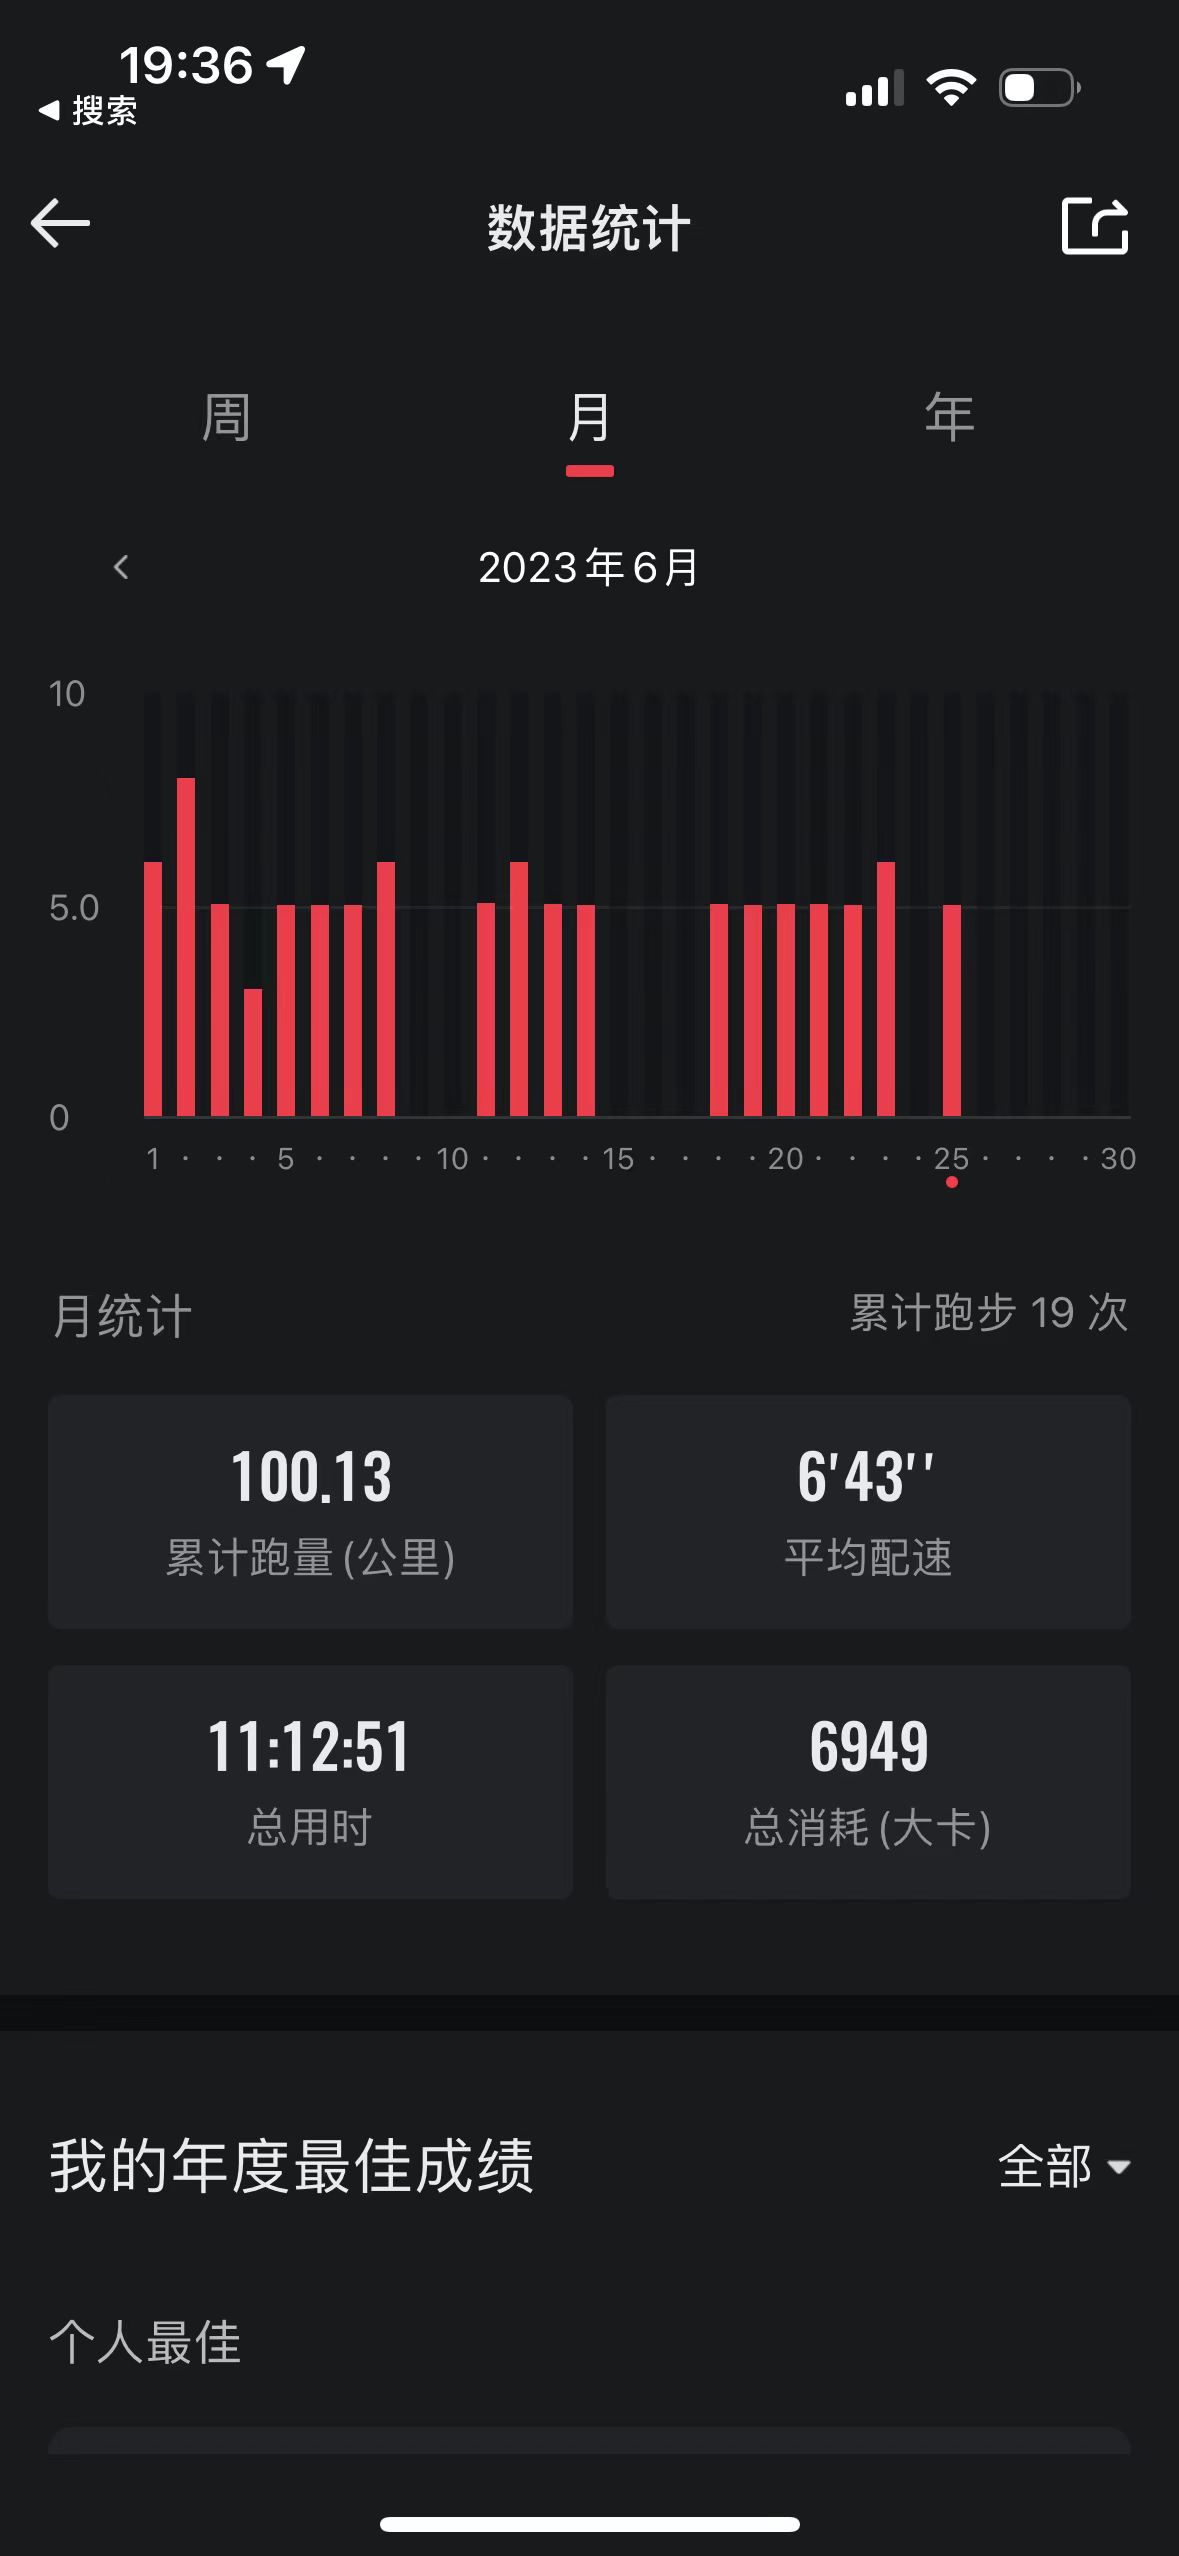 19:36
搜索
数据统计
周 月 年
2023年6月
10
5.0
0
1 · · · 5 · · · · 10 · · · · 15 · · · · 20 · · · · 25 · · · · 30
月统计 累计跑步 19 次
100.13 6'43''
累计跑量(公里) 平均配速
11:12:51 6949
总用时 总消耗(大卡)
我的年度最佳成绩 全部
个人最佳